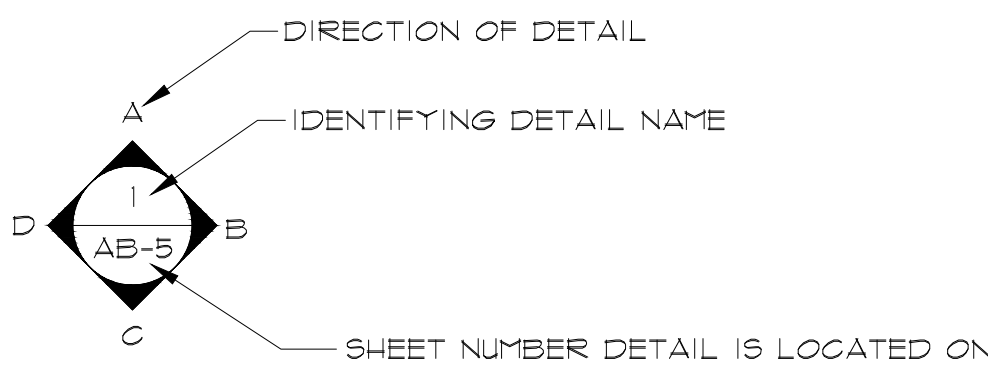 DIRECTION OF DETAIL
A
IDENTIFYING DETAIL NAME
1
D
B
AB-5
C
SHEET NUMBER DETAIL IS LOCATED ON